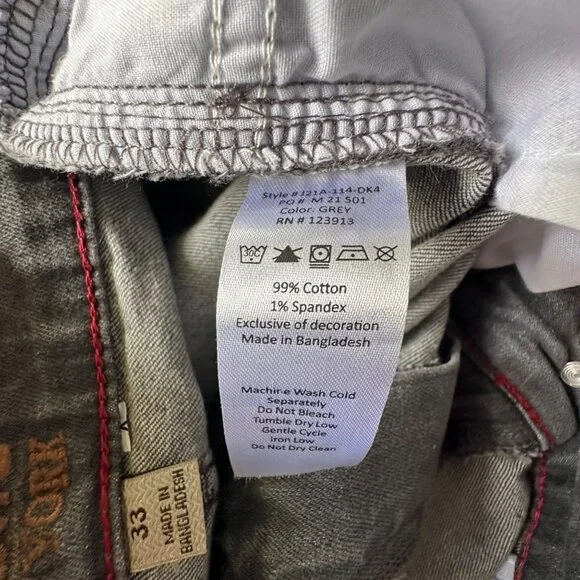 Style # J21A-114-DK4
PO # M 21 501
Color: GREY
RN # 123913
30C
99% Cotton
1% Spandex
Exclusive of decoration
Made in Bangladesh
Machine Wash Cold
Separately
Do Not Bleach
Tumble Dry Low
Gentle Cycle
Iron Low
Do Not Dry Clean
33
MADE IN
BANGLADESH
YORK